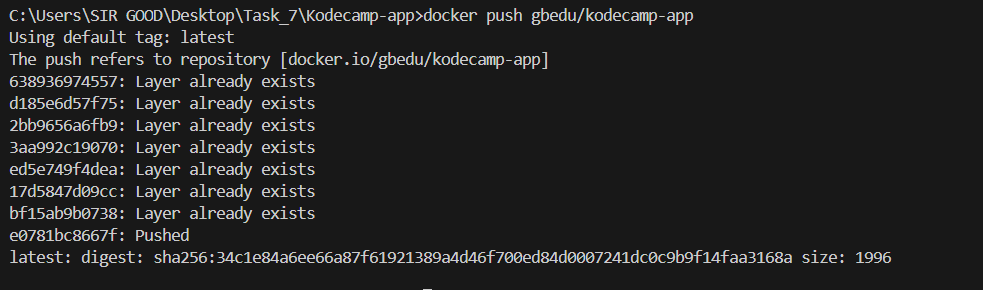 C:\Users\SIR GOOD\Desktop\Task_7\Kodecamp-app>docker push gbedu/kodecamp-app
Using default tag: latest
The push refers to repository [docker.io/gbedu/kodecamp-app]
638936974557: Layer already exists
d185e6d57f75: Layer already exists
2bb9656a6fb9: Layer already exists
3aa992c19070: Layer already exists
ed5e749f4dea: Layer already exists
17d5847d09cc: Layer already exists
bf15ab9b0738: Layer already exists
e0781bc8667f: Pushed
latest: digest: sha256:34c1e84a6ee66a87f61921389a4d46f700ed84d0007241dc0c9b9f14faa3168a size: 1996